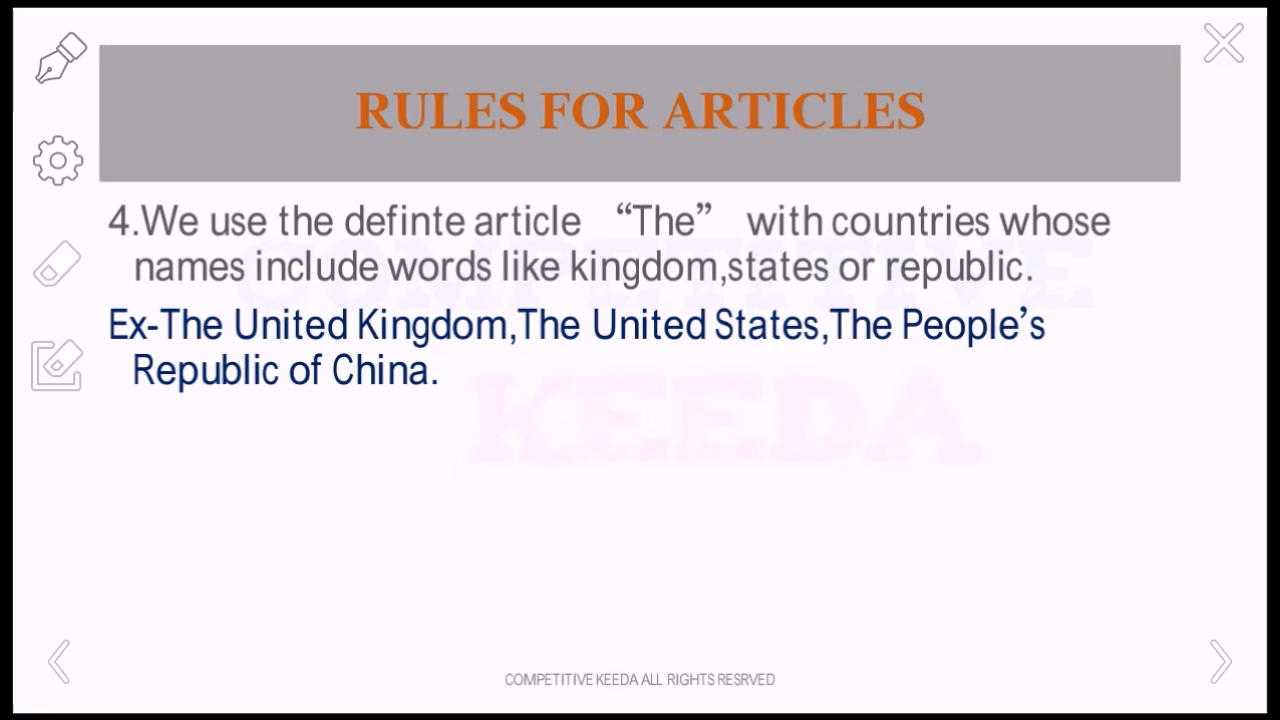 RULES FOR ARTICLES
4.We use the definte article “The” with countries whose
names include words like kingdom,states or republic.
Ex-The United Kingdom,The United States,The People’s
Republic of China.
COMPETITIVE
KEEDA
COMPETITIVE KEEDA ALL RIGHTS RESRVED